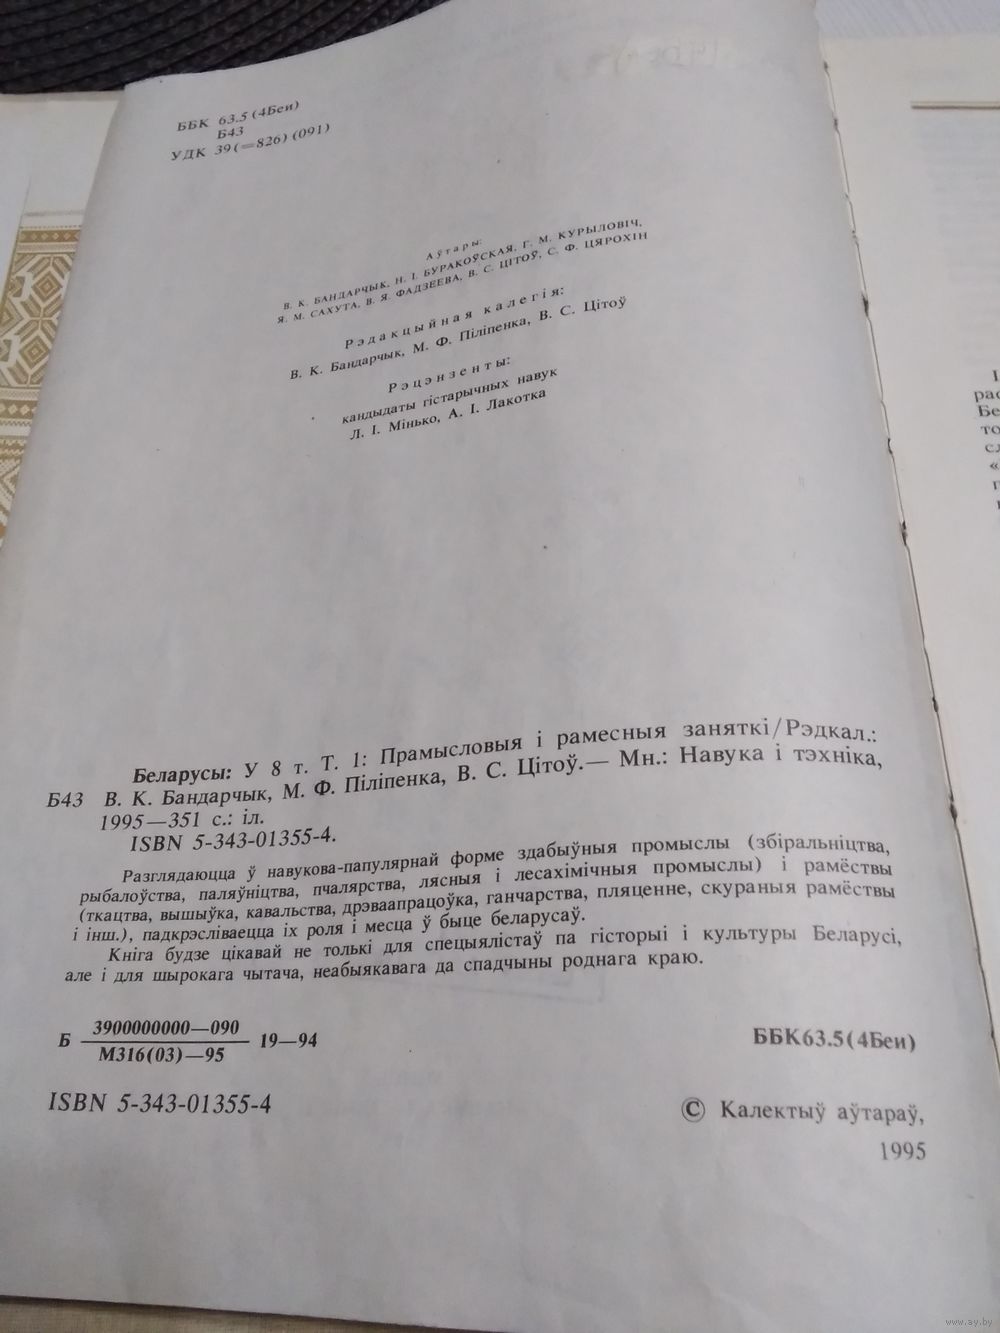 ББК 63.5(4Беи)
Б43
УДК 39(=826)(091)
Аўтары:
В. К. БАНДАРЧЫК, Н. І. БУРАКОЎСКАЯ, Г. М. КУРЫЛОВІЧ,
Я. М. САХУТА, В. Я. ФАДЗЕЕВА, В. С. ЦІТОЎ, С. Ф. ЦЯРОХІН
Рэдакцыйная калегія:
В. К. Бандарчык, М. Ф. Піліпенка, В. С. Цітоў
Рэцэнзенты:
кандыдаты гістарычных навук
Л. І. Мінько, А. І. Лакотка
Беларусы: У 8 т. Т. 1: Прамысловыя і рамесныя заняткі/Рэдкал.:
Б43 В. К. Бандарчык, М. Ф. Піліпенка, В. С. Цітоў.— Мн.: Навука і тэхніка,
1995—351 с.: іл.
ISBN 5-343-01355-4.
Разглядаюцца ў навукова-папулярнай форме здабыўныя промыслы (збіральніцтва,
рыбалоўства, паляўніцтва, пчалярства, лясныя і лесахімічныя промыслы) і рамёствы
(ткацтва, вышыўка, кавальства, дрэваапрацоўка, ганчарства, пляценне, скураныя рамёствы
і інш.), падкрэсліваецца іх роля і месца ў быце беларусаў.
Кніга будзе цікавай не толькі для спецыялістаў па гісторыі і культуры Беларусі,
але і для шырокага чытача, неабыякавага да спадчыны роднага краю.
Б 3900000000—090 19—94
М316(03)—95
ББК63.5(4Беи)
ISBN 5-343-01355-4
© Калектыў аўтараў,
1995
www.ay.by